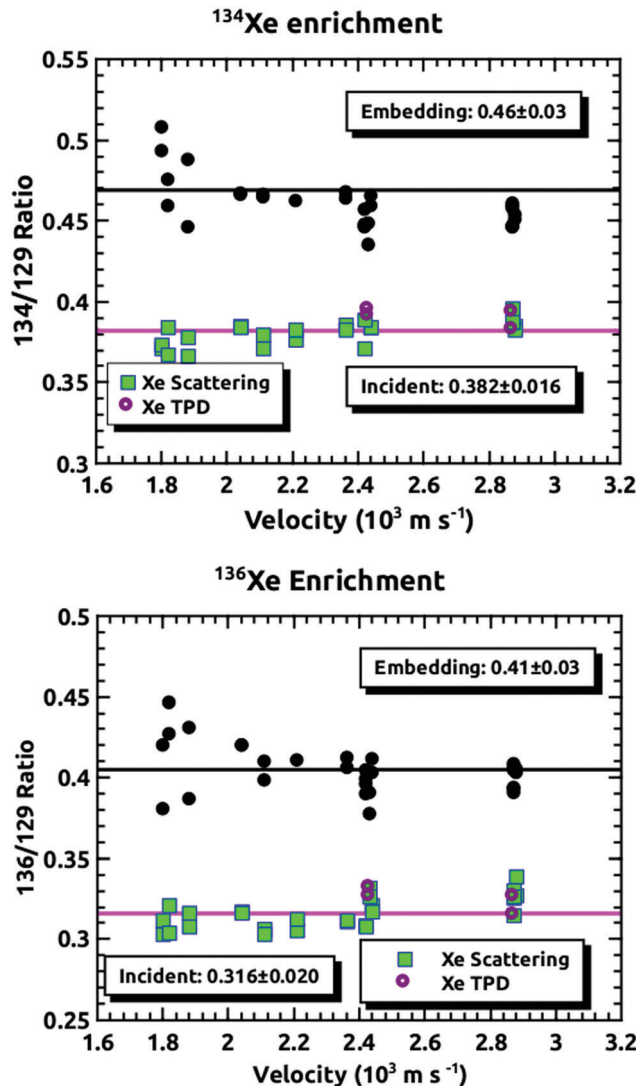 ¹³⁴Xe enrichment
0.55
0.5
0.45
0.4
0.35
0.3
134/129 Ratio
Embedding: 0.46±0.03
Incident: 0.382±0.016
Xe Scattering
Xe TPD
1.6 1.8 2 2.2 2.4 2.6 2.8 3 3.2
Velocity (10³ m s⁻¹)
¹³⁶Xe Enrichment
0.5
0.45
0.4
0.35
0.3
0.25
136/129 Ratio
Embedding: 0.41±0.03
Incident: 0.316±0.020
Xe Scattering
Xe TPD
1.6 1.8 2 2.2 2.4 2.6 2.8 3 3.2
Velocity (10³ m s⁻¹)